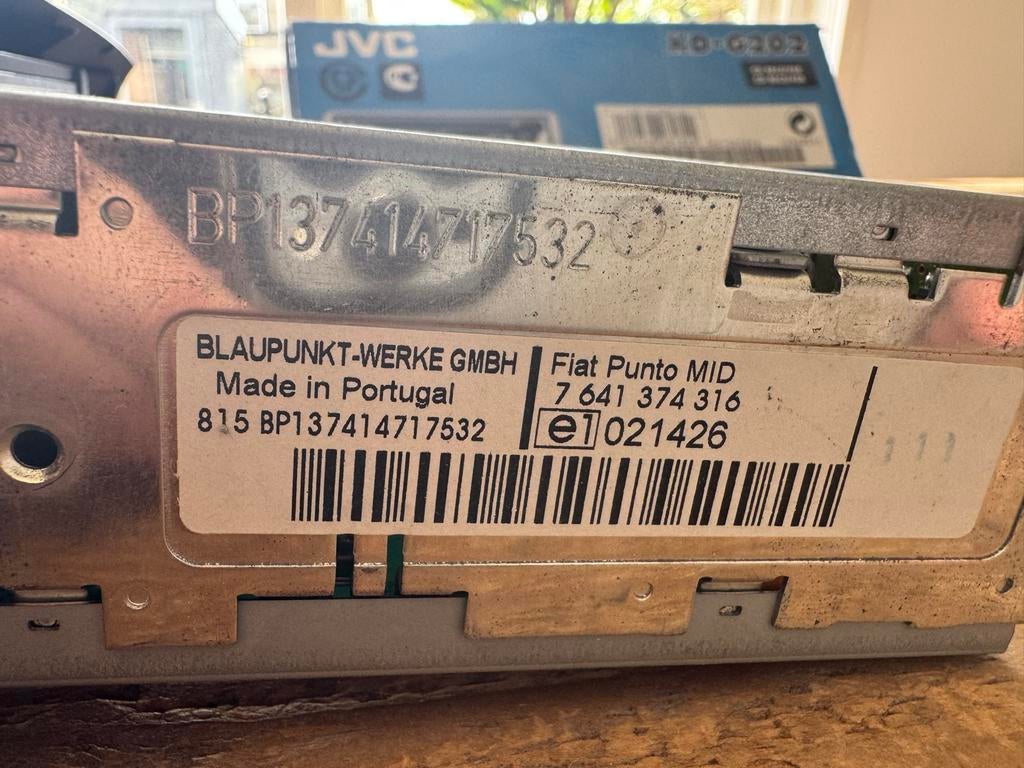 JVC
KD-G202
BP137414717532
BLAUPUNKT-WERKE GMBH
Made in Portugal
815 BP137414717532
Fiat Punto MID
7 641 374 316
e1 021426
111